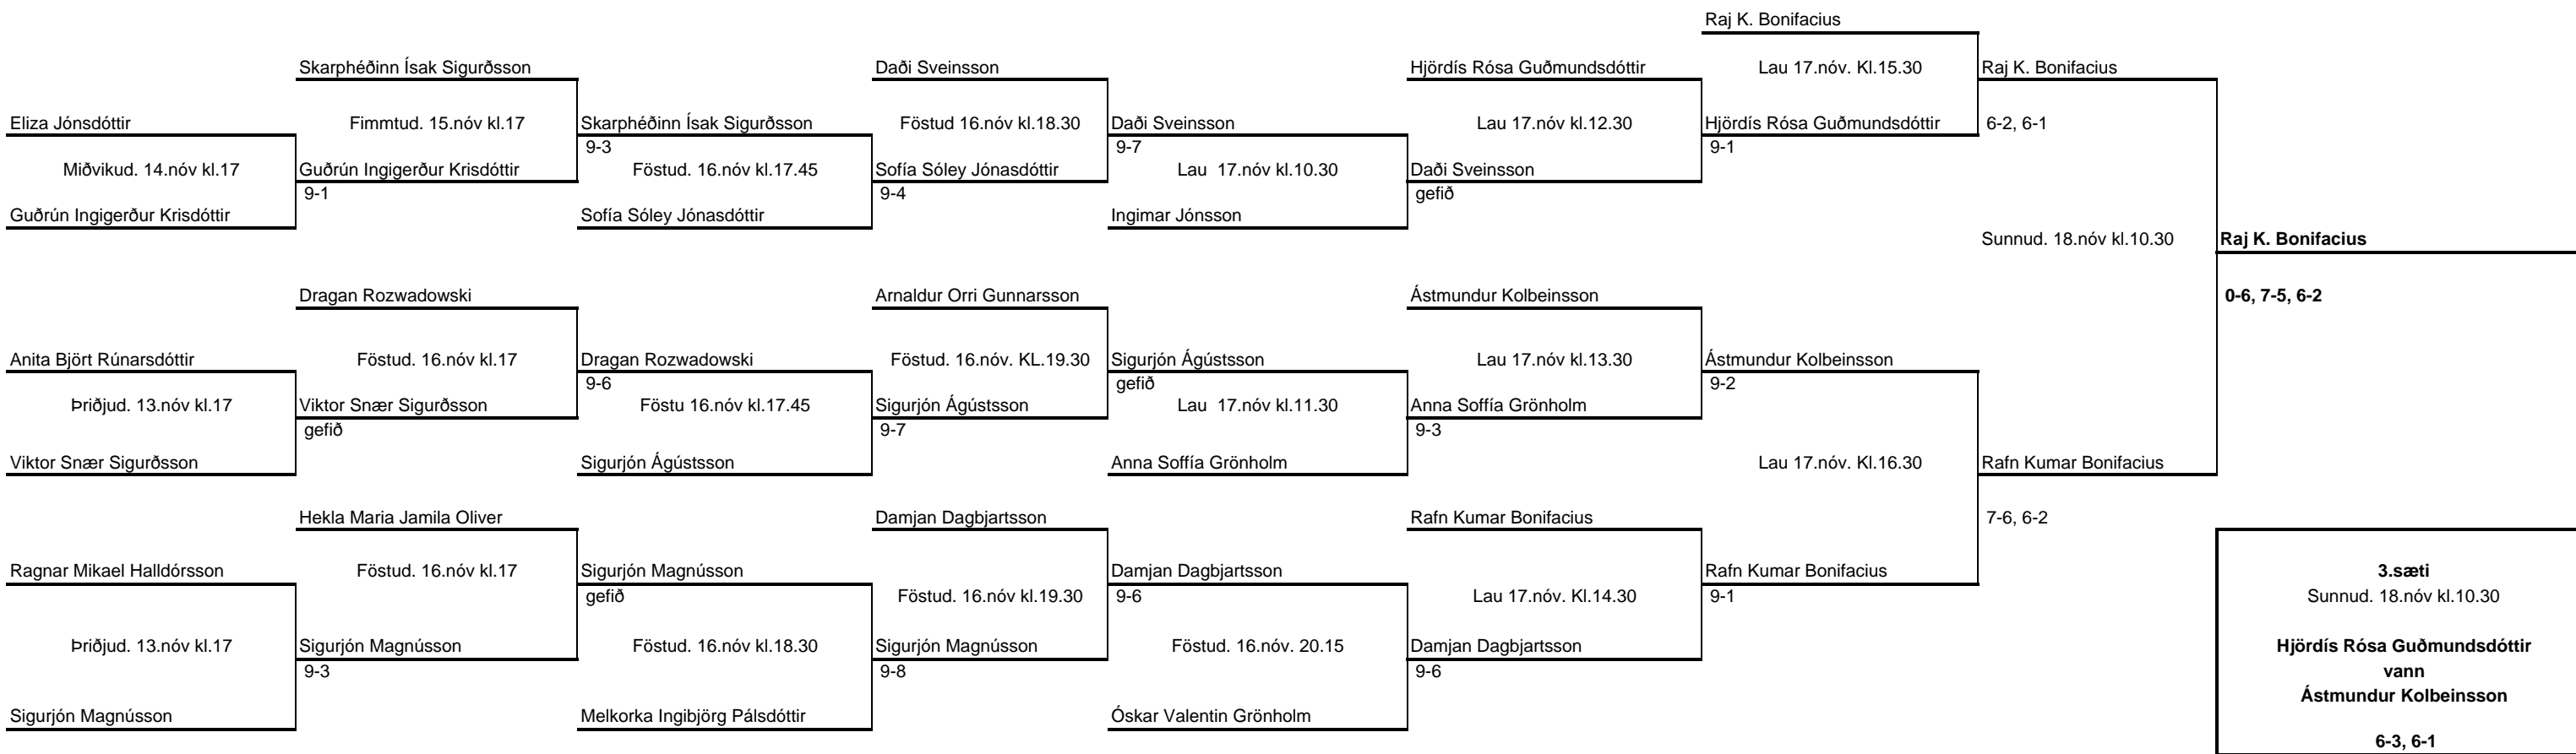 Raj K. Bonifacius
Skarphéðinn Ísak Sigurðsson
Daði Sveinsson
Hjördís Rósa Guðmundsdóttir
Lau 17.nóv. Kl.15.30
Raj K. Bonifacius
Eliza Jónsdóttir
Fimmtud. 15.nóv kl.17
Skarphéðinn Ísak Sigurðsson
Föstud 16.nóv kl.18.30
Daði Sveinsson
Lau 17.nóv kl.12.30
Hjördís Rósa Guðmundsdóttir
6-2, 6-1
9-3
9-7
9-1
Miðvikud. 14.nóv kl.17
Guðrún Ingigerður Krisdóttir
Föstud. 16.nóv kl.17.45
Sofía Sóley Jónasdóttir
Lau 17.nóv kl.10.30
Daði Sveinsson
9-1
9-4
gefið
Guðrún Ingigerður Krisdóttir
Sofía Sóley Jónasdóttir
Ingimar Jónsson
Sunnud. 18.nóv kl.10.30
Raj K. Bonifacius
Dragan Rozwadowski
Arnaldur Orri Gunnarsson
Ástmundur Kolbeinsson
0-6, 7-5, 6-2
Anita Björt Rúnarsdóttir
Föstud. 16.nóv kl.17
Dragan Rozwadowski
Föstud. 16.nóv. KL.19.30
Sigurjón Ágústsson
Lau 17.nóv kl.13.30
Ástmundur Kolbeinsson
9-6
gefið
9-2
Þriðjud. 13.nóv kl.17
Viktor Snær Sigurðsson
Föstu 16.nóv kl.17.45
Sigurjón Ágústsson
Lau 17.nóv kl.11.30
Anna Soffía Grönholm
gefið
9-7
9-3
Viktor Snær Sigurðsson
Sigurjón Ágústsson
Anna Soffía Grönholm
Lau 17.nóv. Kl.16.30
Rafn Kumar Bonifacius
Hekla Maria Jamila Oliver
Damjan Dagbjartsson
Rafn Kumar Bonifacius
7-6, 6-2
Ragnar Mikael Halldórsson
Föstud. 16.nóv kl.17
Sigurjón Magnússon
Damjan Dagbjartsson
Rafn Kumar Bonifacius
gefið
Föstud. 16.nóv kl.19.30
9-6
Lau 17.nóv. Kl.14.30
9-1
Þriðjud. 13.nóv kl.17
Sigurjón Magnússon
Föstud. 16.nóv kl.18.30
Sigurjón Magnússon
Föstud. 16.nóv. 20.15
Damjan Dagbjartsson
9-3
9-8
9-6
Sigurjón Magnússon
Melkorka Ingibjörg Pálsdóttir
Óskar Valentin Grönholm
3.sæti
Sunnud. 18.nóv kl.10.30
Hjördís Rósa Guðmundsdóttir
vann
Ástmundur Kolbeinsson
6-3, 6-1